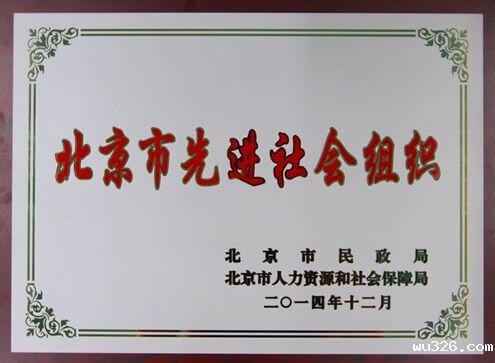 北京市先进社会组织
北京市民政局
北京市人力资源和社会保障局
二〇一四年十二月
wu326.com